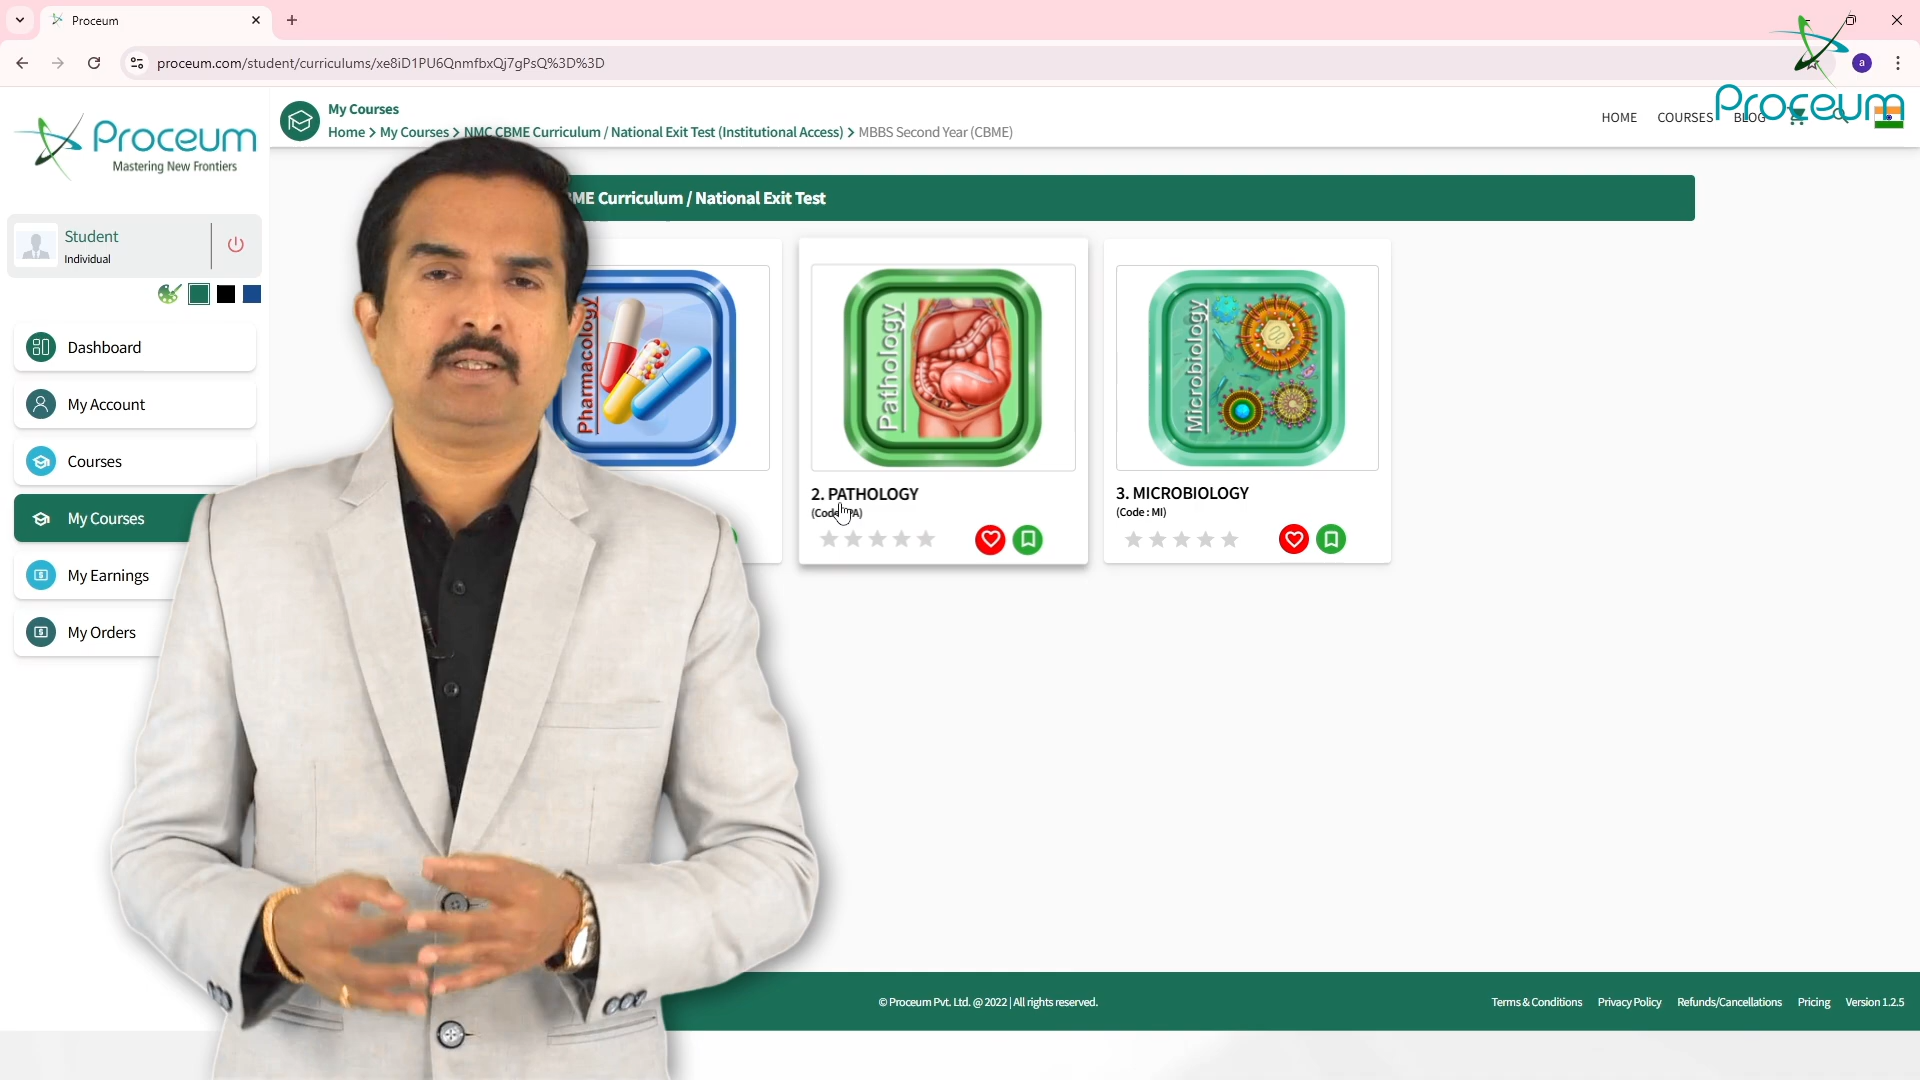 Proceum
proceum.com/student/curriculums/xe8iD1PU6QnmfbxQj7gPsQ%3D%3D
a
Proceum
Mastering New Frontiers
My Courses
Home > My Courses > NMC CBME Curriculum / National Exit Test (Institutional Access) > MBBS Second Year (CBME)
HOME
COURSES
BLOG
Proceum
Student
Individual
Dashboard
My Account
Courses
My Courses
My Earnings
My Orders
BME Curriculum / National Exit Test
Pharmacology
Pathology
2. PATHOLOGY
Microbiology
3. MICROBIOLOGY
(Code : MI)
© Proceum Pvt. Ltd. @ 2022 | All rights reserved.
Terms & Conditions
Privacy Policy
Refunds/Cancellations
Pricing
Version 1.2.5